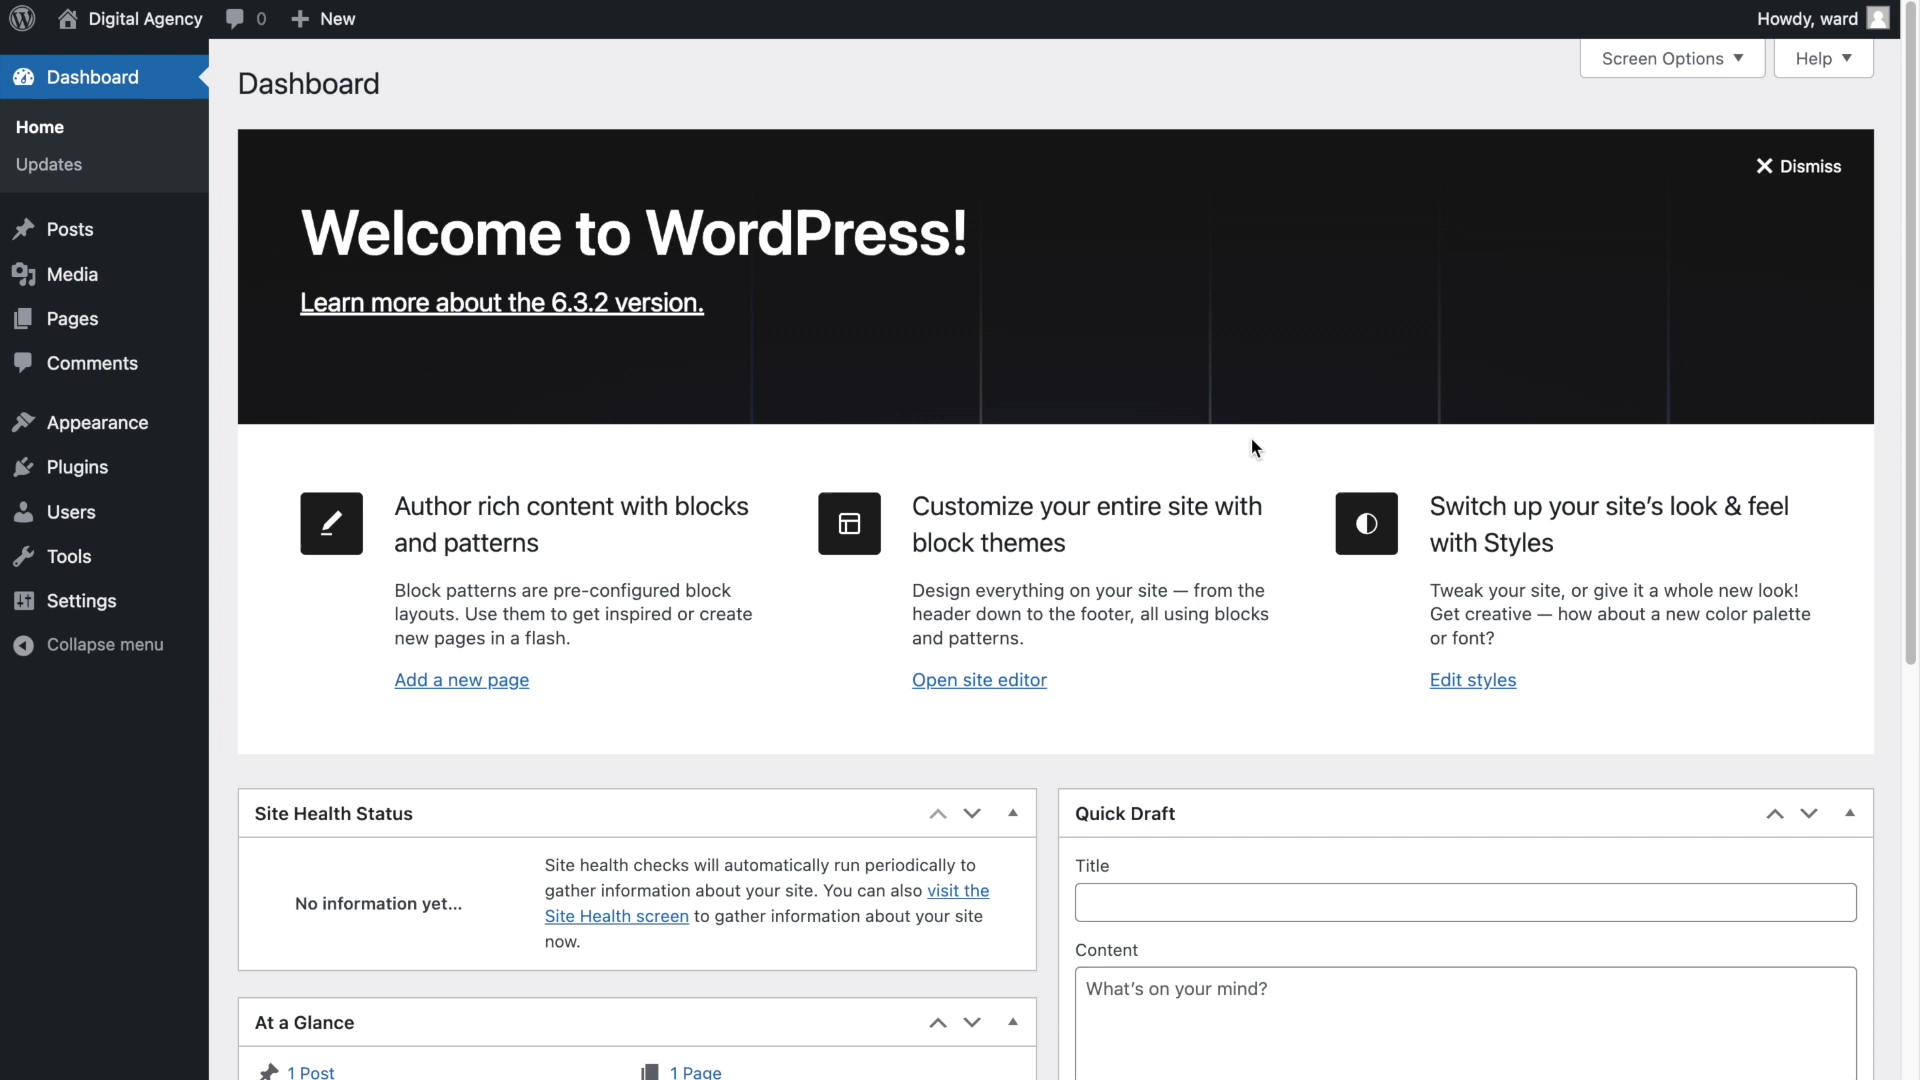 Digital Agency 0 New Howdy, ward
Dashboard
Home
Updates
Posts
Media
Pages
Comments
Appearance
Plugins
Users
Tools
Settings
Collapse menu
Dashboard
Screen Options
Help
Dismiss
Welcome to WordPress!
Learn more about the 6.3.2 version.
Author rich content with blocks
and patterns
Block patterns are pre-configured block
layouts. Use them to get inspired or create
new pages in a flash.
Add a new page
Customize your entire site with
block themes
Design everything on your site — from the
header down to the footer, all using blocks
and patterns.
Open site editor
Switch up your site’s look & feel
with Styles
Tweak your site, or give it a whole new look!
Get creative — how about a new color palette
or font?
Edit styles
Site Health Status
No information yet...
Site health checks will automatically run periodically to
gather information about your site. You can also visit the
Site Health screen to gather information about your site
now.
At a Glance
1 Post
1 Page
Quick Draft
Title
Content
What’s on your mind?